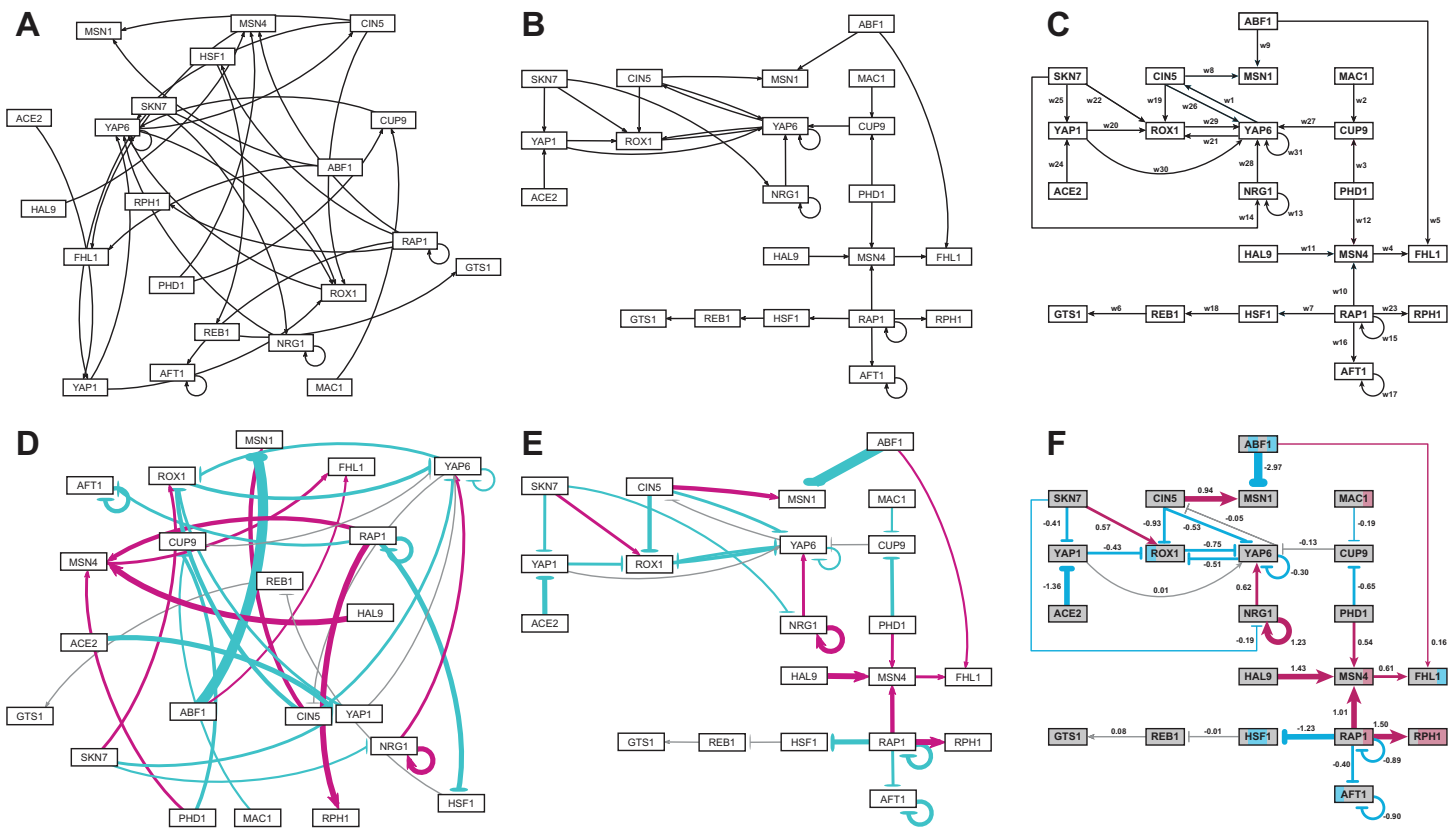 A
MSN1
MSN4
CIN5
HSF1
SKN7
ACE2
YAP6
CUP9
ABF1
HAL9
RPH1
RAP1
FHL1
GTS1
PHD1
ROX1
REB1
NRG1
AFT1
YAP1
MAC1
B
ABF1
SKN7
CIN5
MSN1
MAC1
YAP6
CUP9
YAP1
ROX1
ACE2
NRG1
PHD1
HAL9
MSN4
FHL1
GTS1
REB1
HSF1
RAP1
RPH1
AFT1
C
ABF1
w9
SKN7
CIN5
w8
MSN1
MAC1
w25
w22
w19
w26
w1
w2
YAP1
w20
ROX1
w29
w21
YAP6
w27
CUP9
w31
w24
w30
w28
w3
ACE2
NRG1
PHD1
w14
w13
w12
w5
HAL9
w11
MSN4
w4
FHL1
w10
GTS1
w6
REB1
w18
HSF1
w7
RAP1
w23
RPH1
w15
w16
AFT1
w17
D
MSN1
ROX1
FHL1
YAP6
AFT1
CUP9
RAP1
MSN4
REB1
HAL9
ACE2
GTS1
ABF1
CIN5
YAP1
SKN7
NRG1
HSF1
PHD1
MAC1
RPH1
E
ABF1
SKN7
CIN5
MSN1
MAC1
YAP6
CUP9
YAP1
ROX1
ACE2
NRG1
PHD1
HAL9
MSN4
FHL1
GTS1
REB1
HSF1
RAP1
RPH1
AFT1
F
ABF1
-2.97
SKN7
CIN5
0.94
MSN1
MAC1
-0.41
0.57
-0.93
-0.53
-0.05
-0.19
YAP1
-0.43
ROX1
-0.75
-0.51
YAP6
-0.13
CUP9
-0.30
-1.36
0.01
0.62
-0.65
ACE2
NRG1
PHD1
-0.19
1.23
0.54
0.16
HAL9
1.43
MSN4
0.61
FHL1
1.01
GTS1
0.08
REB1
-0.01
HSF1
-1.23
RAP1
1.50
RPH1
-0.89
-0.40
AFT1
-0.90